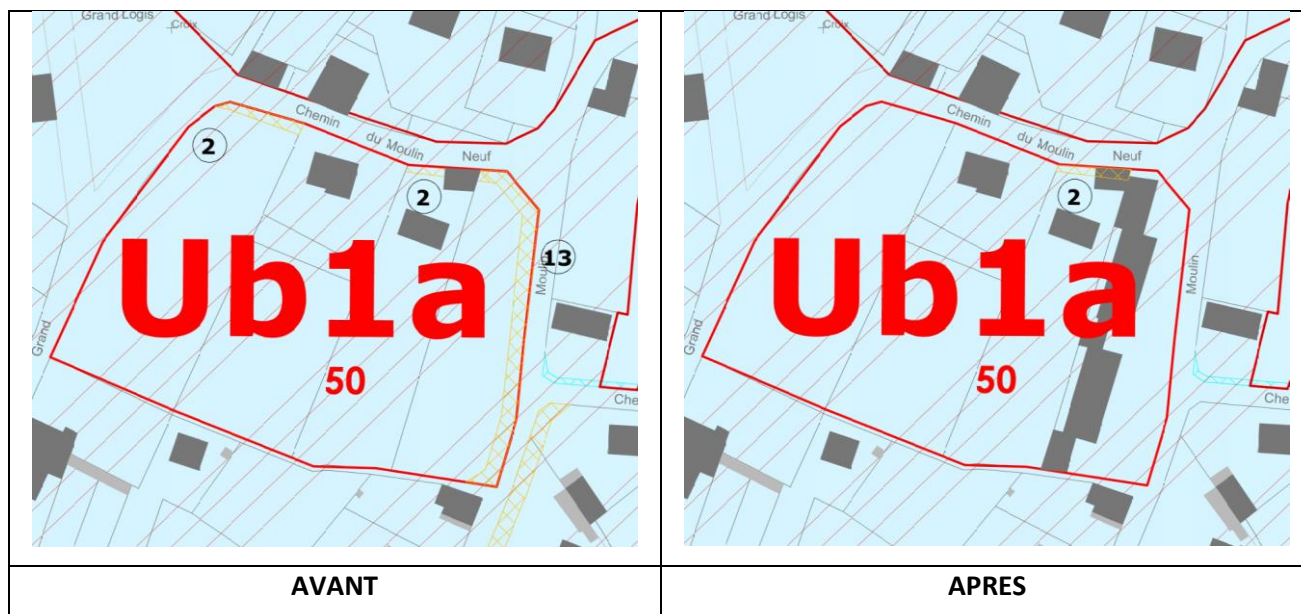 Grand Logis
Croix
Chemin
du Moulin
Neuf
2
2
13
Moulin
Ub1a
50
Grand
Che
Grand Logis
Croix
Chemin
du Moulin
Neuf
2
Moulin
Ub1a
50
Grand
Che
AVANT
APRES